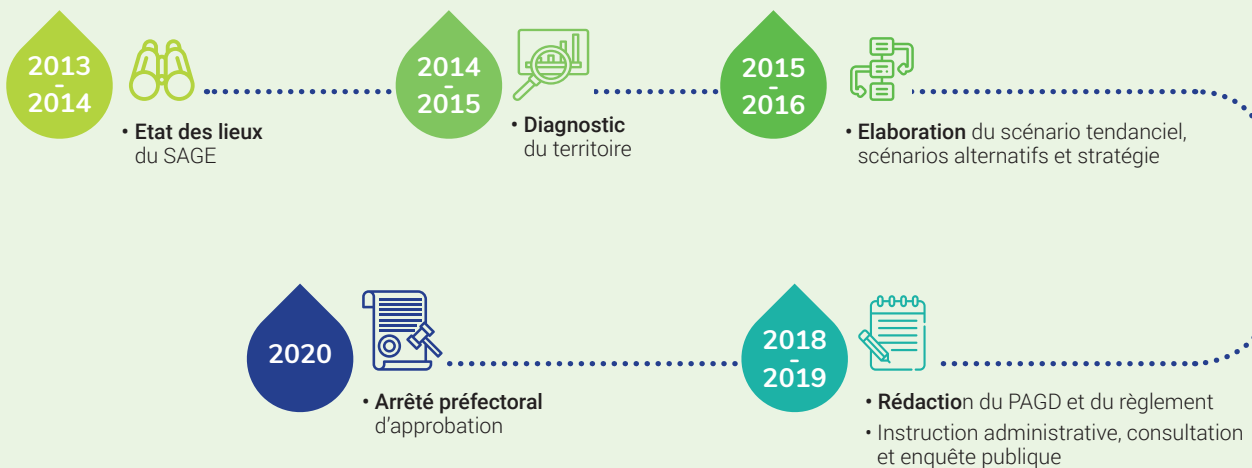 2013
-
2014
• Etat des lieux
du SAGE
2014
-
2015
• Diagnostic
du territoire
2015
-
2016
• Elaboration du scénario tendanciel,
scénarios alternatifs et stratégie
2018
-
2019
• Rédaction du PAGD et du règlement
• Instruction administrative, consultation
et enquête publique
2020
• Arrêté préfectoral
d'approbation